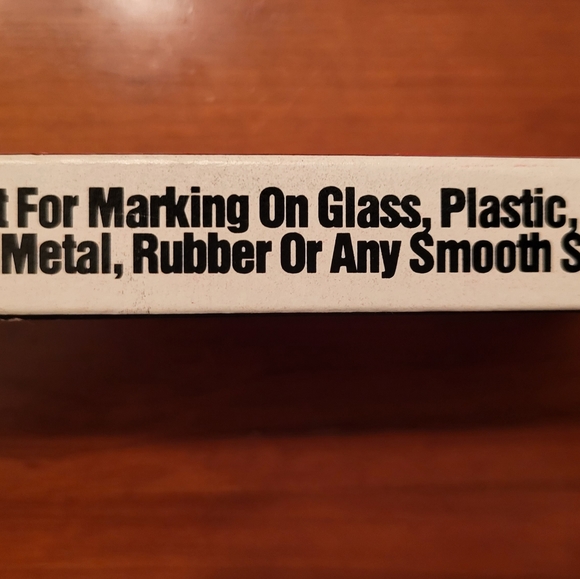 t For Marking On Glass, Plastic,
Metal, Rubber Or Any Smooth S